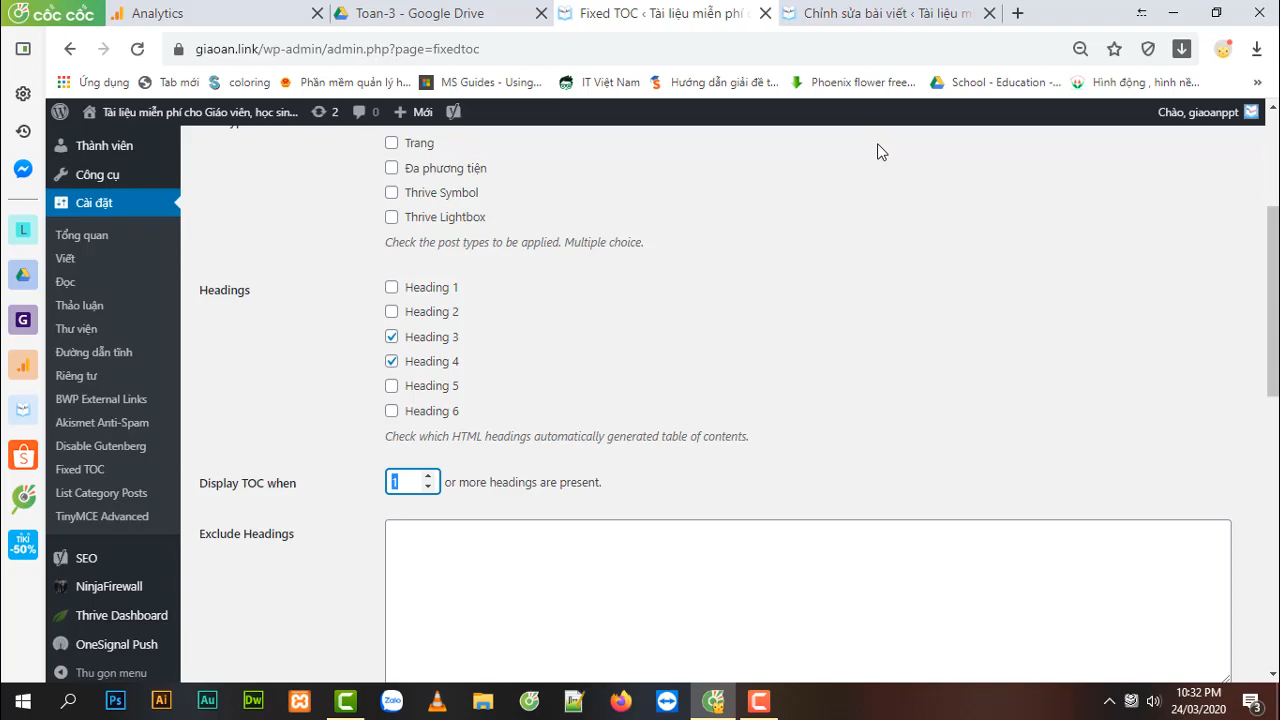 cốc cốc
Analytics
Toan-3 - Google Drive
Fixed TOC ‹ Tài liệu miễn phí c
Chỉnh sửa bài viết ‹ Tài liệu m
giaoan.link/wp-admin/admin.php?page=fixedtoc
Ứng dụng
Tab mới
coloring
Phần mềm quản lý h...
MS Guides - Using...
IT Việt Nam
Hướng dẫn giải đề t...
Phoenix flower free...
School - Education -...
Hình động , hình nề...
»
Tài liệu miễn phí cho Giáo viên, học sin...
2
0
Mới
Chào, giaoanppt
Thành viên
Công cụ
Cài đặt
Tổng quan
Viết
Đọc
Thảo luận
Thư viện
Đường dẫn tĩnh
Riêng tư
BWP External Links
Akismet Anti-Spam
Disable Gutenberg
Fixed TOC
List Category Posts
TinyMCE Advanced
SEO
NinjaFirewall
Thrive Dashboard
OneSignal Push
Thu gọn menu
Trang
Đa phương tiện
Thrive Symbol
Thrive Lightbox
Check the post types to be applied. Multiple choice.
Headings
Heading 1
Heading 2
Heading 3
Heading 4
Heading 5
Heading 6
Check which HTML headings automatically generated table of contents.
Display TOC when
1
or more headings are present.
Exclude Headings
L
G
TIKI
-50%
Ps
Ai
Au
Dw
Zalo
10:32 PM
24/03/2020
3